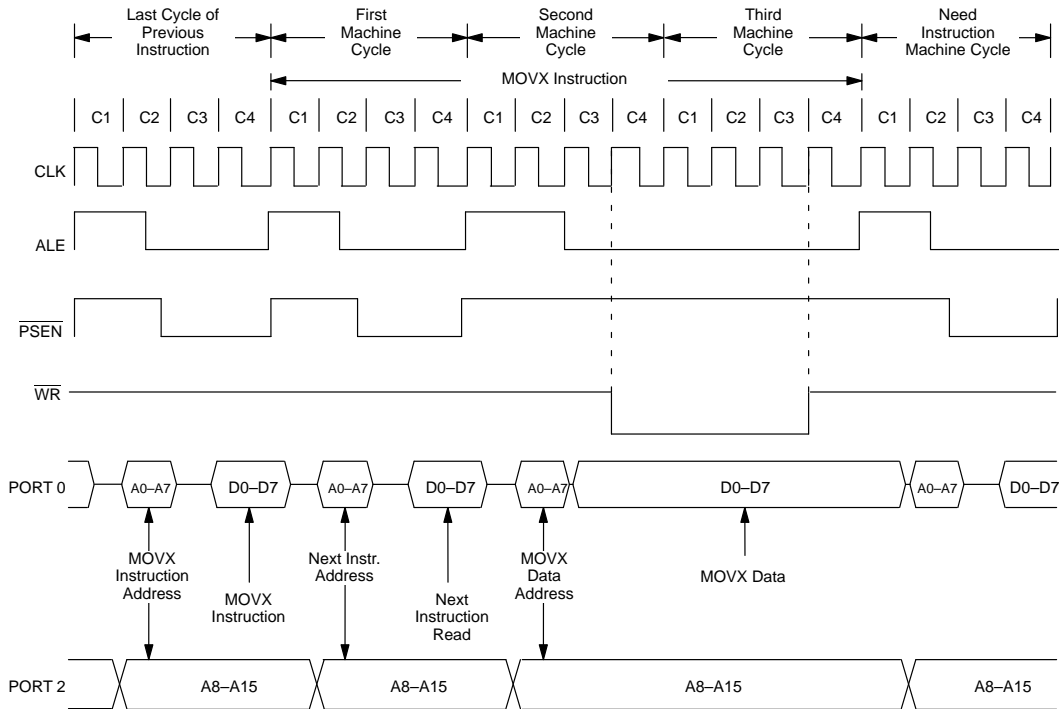 Last Cycle of
Previous
Instruction
First
Machine
Cycle
Second
Machine
Cycle
Third
Machine
Cycle
Need
Instruction
Machine Cycle
MOVX Instruction
C1 C2 C3 C4 C1 C2 C3 C4 C1 C2 C3 C4 C1 C2 C3 C4 C1 C2 C3 C4
CLK
ALE
PSEN
WR
PORT 0 A0–A7 D0–D7 A0–A7 D0–D7 A0–A7 D0–D7 A0–A7 D0–D7
MOVX
Instruction
Address
MOVX
Instruction
Next Instr.
Address
Next
Instruction
Read
MOVX
Data
Address
MOVX Data
PORT 2 A8–A15 A8–A15 A8–A15 A8–A15